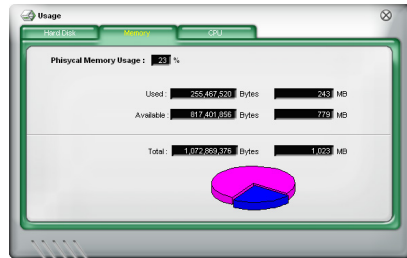 Usage
Hard Disk Memory CPU
Phisycal Memory Usage : 23 %
Used : 255,467,520 Bytes 243 MB
Available : 817,401,856 Bytes 779 MB
Total : 1,072,869,376 Bytes 1,023 MB